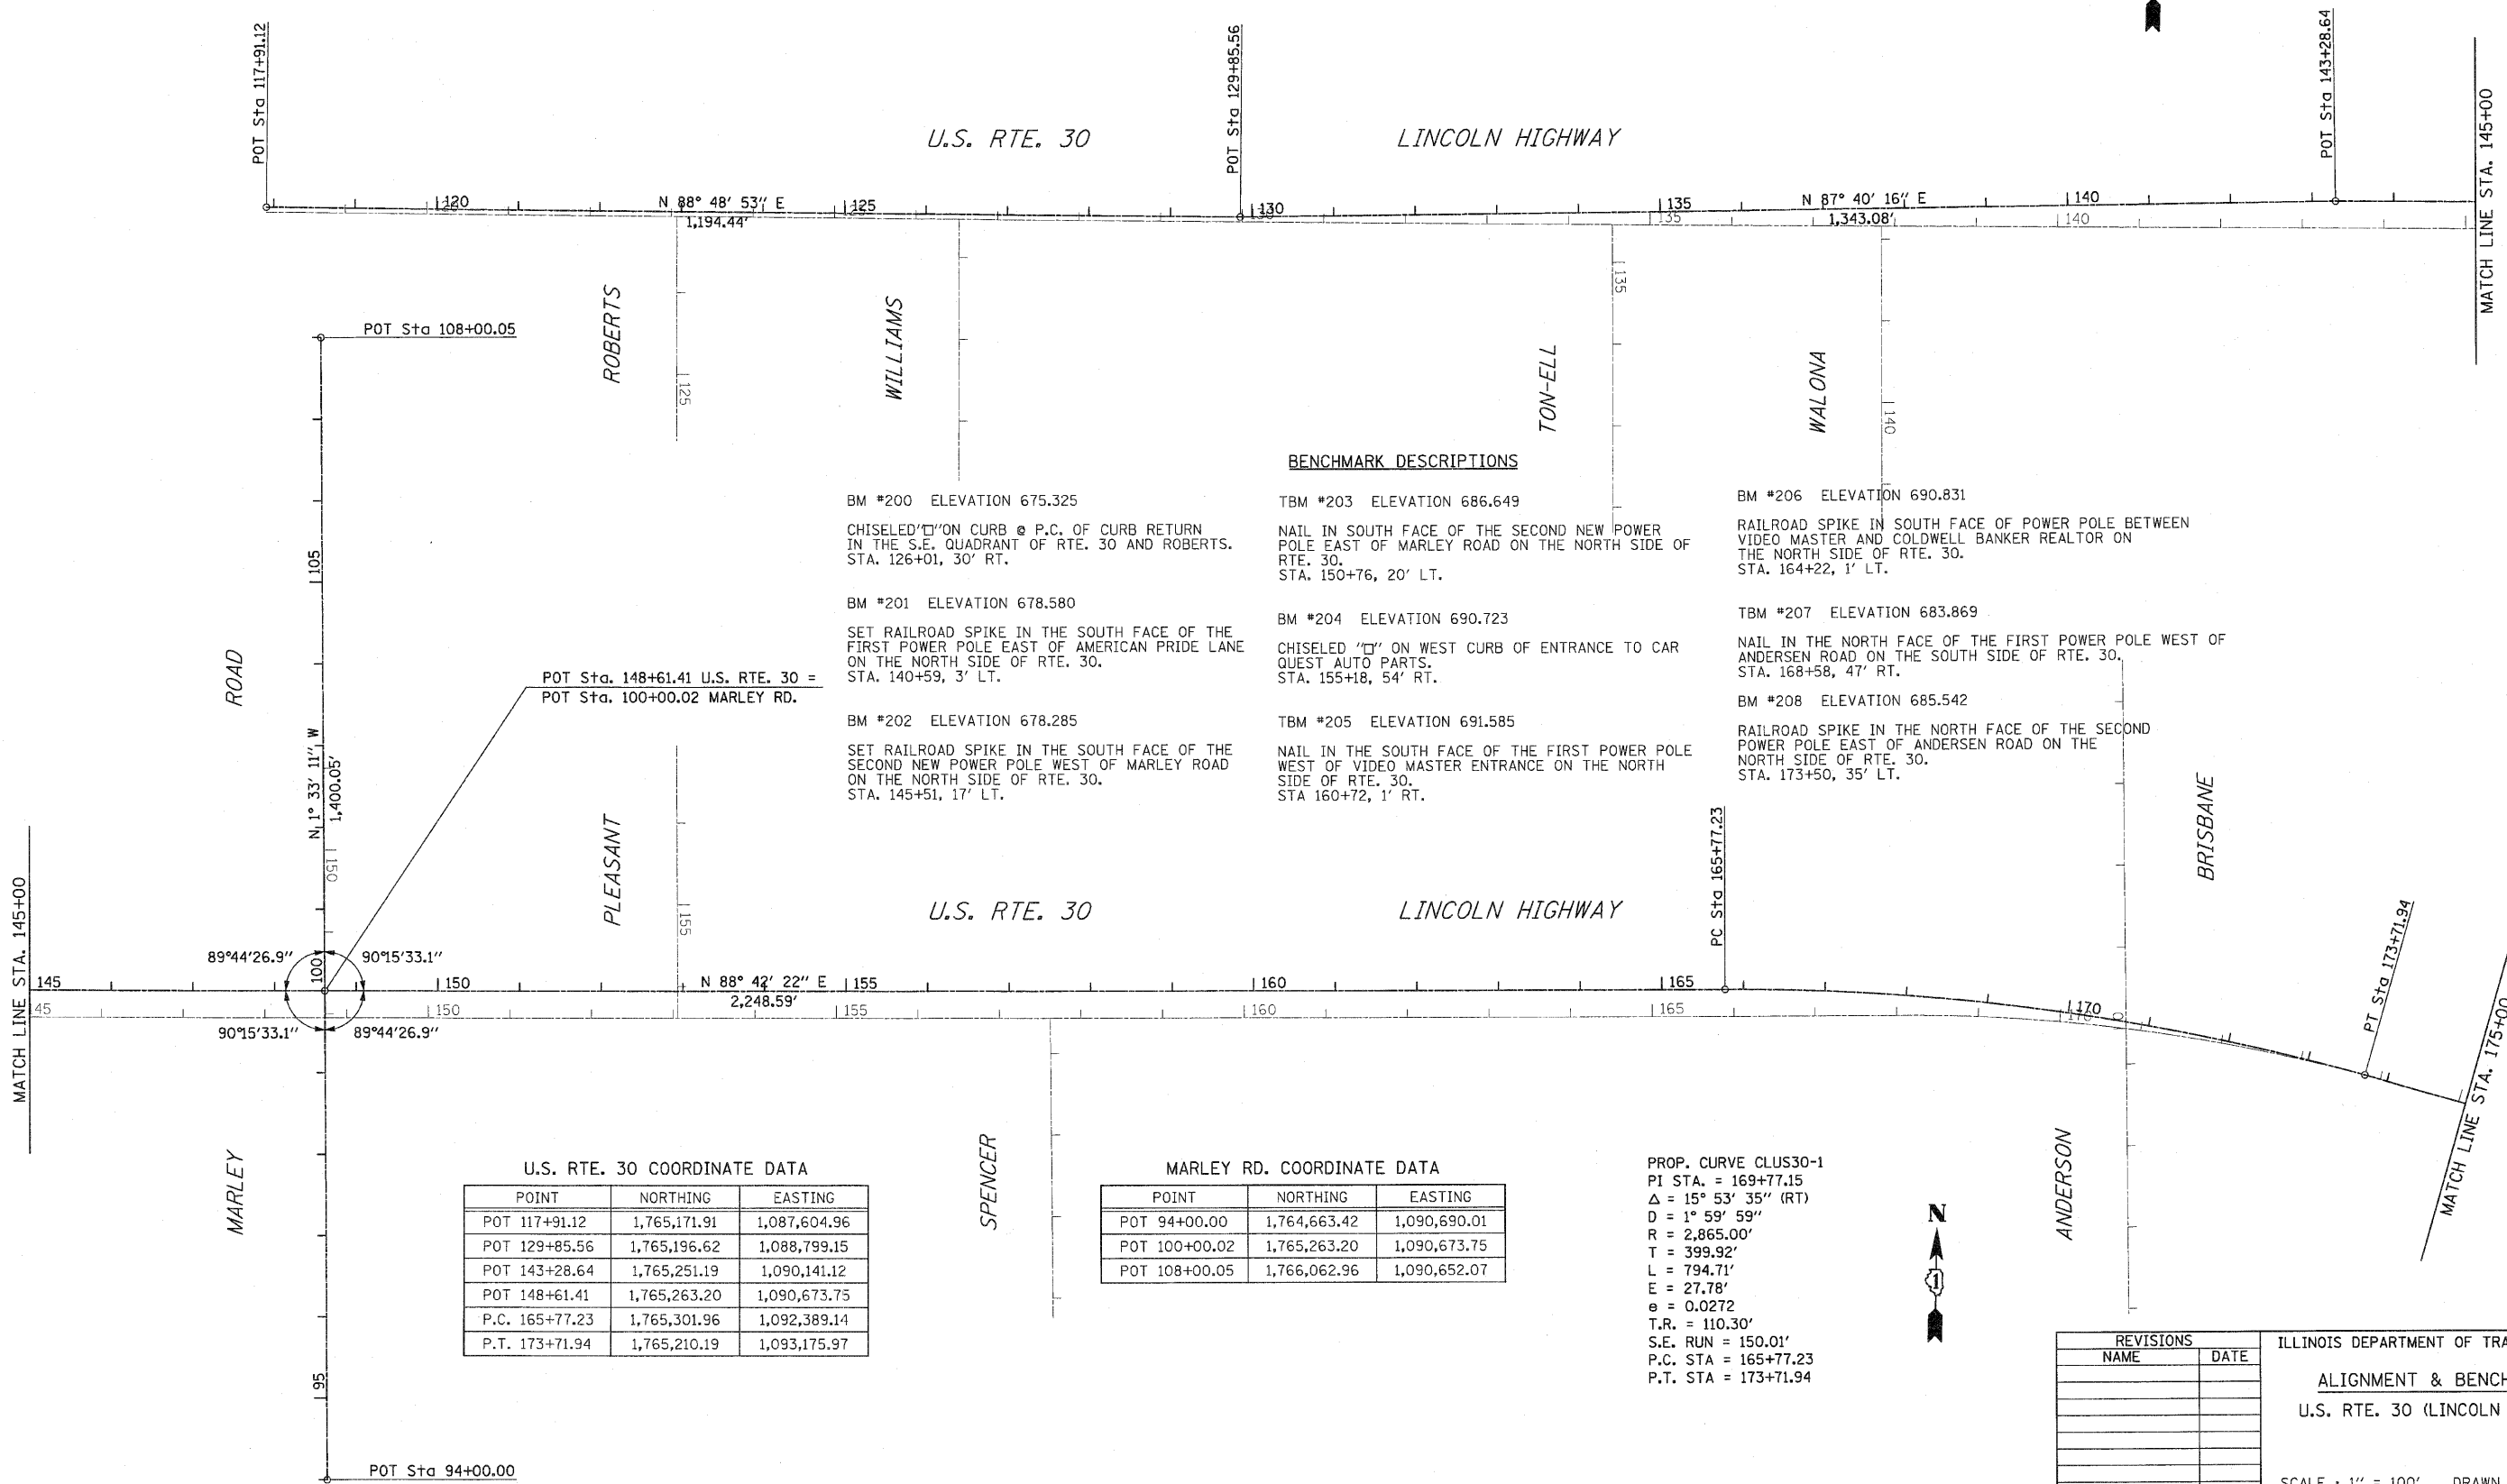 POT Sta 117+91.12
POT Sta 129+85.56
POT Sta 143+28.64
MATCH LINE STA. 145+00
U.S. RTE. 30
LINCOLN HIGHWAY
120
N 88° 48' 53" E
1,194.44'
125
130
135
N 87° 40' 16" E
1,343.08'
140
135
140
POT Sta 108+00.05
ROBERTS
WILLIAMS
TON-ELL
WALONA
125
135
140
105
ROAD
N 1° 33' 11" W
1,400.05'
150
POT Sta. 148+61.41 U.S. RTE. 30 =
POT Sta. 100+00.02 MARLEY RD.
BENCHMARK DESCRIPTIONS
BM #200 ELEVATION 675.325
CHISELED "□" ON CURB @ P.C. OF CURB RETURN
IN THE S.E. QUADRANT OF RTE. 30 AND ROBERTS.
STA. 126+01, 30' RT.
BM #201 ELEVATION 678.580
SET RAILROAD SPIKE IN THE SOUTH FACE OF THE
FIRST POWER POLE EAST OF AMERICAN PRIDE LANE
ON THE NORTH SIDE OF RTE. 30.
STA. 140+59, 3' LT.
BM #202 ELEVATION 678.285
SET RAILROAD SPIKE IN THE SOUTH FACE OF THE
SECOND NEW POWER POLE WEST OF MARLEY ROAD
ON THE NORTH SIDE OF RTE. 30.
STA. 145+51, 17' LT.
TBM #203 ELEVATION 686.649
NAIL IN SOUTH FACE OF THE SECOND NEW POWER
POLE EAST OF MARLEY ROAD ON THE NORTH SIDE OF
RTE. 30.
STA. 150+76, 20' LT.
BM #204 ELEVATION 690.723
CHISELED "□" ON WEST CURB OF ENTRANCE TO CAR
QUEST AUTO PARTS.
STA. 155+18, 54' RT.
TBM #205 ELEVATION 691.585
NAIL IN THE SOUTH FACE OF THE FIRST POWER POLE
WEST OF VIDEO MASTER ENTRANCE ON THE NORTH
SIDE OF RTE. 30.
STA 160+72, 1' RT.
BM #206 ELEVATION 690.831
RAILROAD SPIKE IN SOUTH FACE OF POWER POLE BETWEEN
VIDEO MASTER AND COLDWELL BANKER REALTOR ON
THE NORTH SIDE OF RTE. 30.
STA. 164+22, 1' LT.
TBM #207 ELEVATION 683.869
NAIL IN THE NORTH FACE OF THE FIRST POWER POLE WEST OF
ANDERSEN ROAD ON THE SOUTH SIDE OF RTE. 30.
STA. 168+58, 47' RT.
BM #208 ELEVATION 685.542
RAILROAD SPIKE IN THE NORTH FACE OF THE SECOND
POWER POLE EAST OF ANDERSEN ROAD ON THE
NORTH SIDE OF RTE. 30.
STA. 173+50, 35' LT.
MATCH LINE STA. 145+00
PLEASANT
155
U.S. RTE. 30
LINCOLN HIGHWAY
PC Sta 165+77.23
BRISBANE
PT Sta 173+71.94
MATCH LINE STA. 175+00
89°44'26.9"
90°15'33.1"
90°15'33.1"
89°44'26.9"
100
145
150
N 88° 42' 22" E
2,248.59'
155
160
165
170
45
150
155
160
165
170
0
MARLEY
SPENCER
ANDERSON
95
POT Sta 94+00.00
U.S. RTE. 30 COORDINATE DATA
POINT NORTHING EASTING
POT 117+91.12 1,765,171.91 1,087,604.96
POT 129+85.56 1,765,196.62 1,088,799.15
POT 143+28.64 1,765,251.19 1,090,141.12
POT 148+61.41 1,765,263.20 1,090,673.75
P.C. 165+77.23 1,765,301.96 1,092,389.14
P.T. 173+71.94 1,765,210.19 1,093,175.97
MARLEY RD. COORDINATE DATA
POINT NORTHING EASTING
POT 94+00.00 1,764,663.42 1,090,690.01
POT 100+00.02 1,765,263.20 1,090,673.75
POT 108+00.05 1,766,062.96 1,090,652.07
PROP. CURVE CLUS30-1
PI STA. = 169+77.15
Δ = 15° 53' 35" (RT)
D = 1° 59' 59"
R = 2,865.00'
T = 399.92'
L = 794.71'
E = 27.78'
e = 0.0272
T.R. = 110.30'
S.E. RUN = 150.01'
P.C. STA = 165+77.23
P.T. STA = 173+71.94
N
1
REVISIONS
NAME DATE
ILLINOIS DEPARTMENT OF TRA
ALIGNMENT & BENCH
U.S. RTE. 30 (LINCOLN
SCALE : 1" = 100' DRAWN